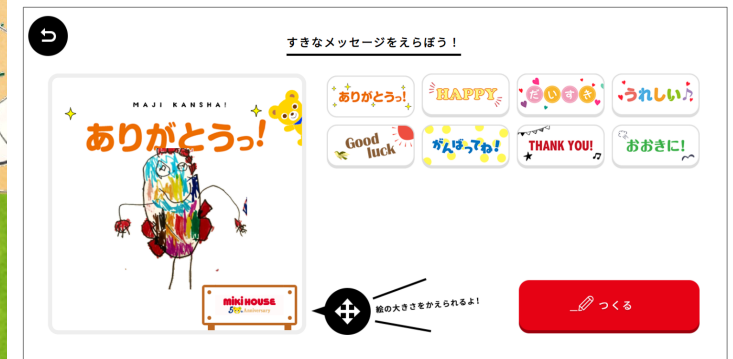 すきなメッセージをえらぼう！
MAJI KANSHA!
ありがとうっ!
miki HOUSE
50th Anniversary
ありがとうっ!
HAPPY
だいすき
うれしい
Good luck
がんばってね!
THANK YOU!
おおきに!
絵の大きさをかえられるよ!
つくる